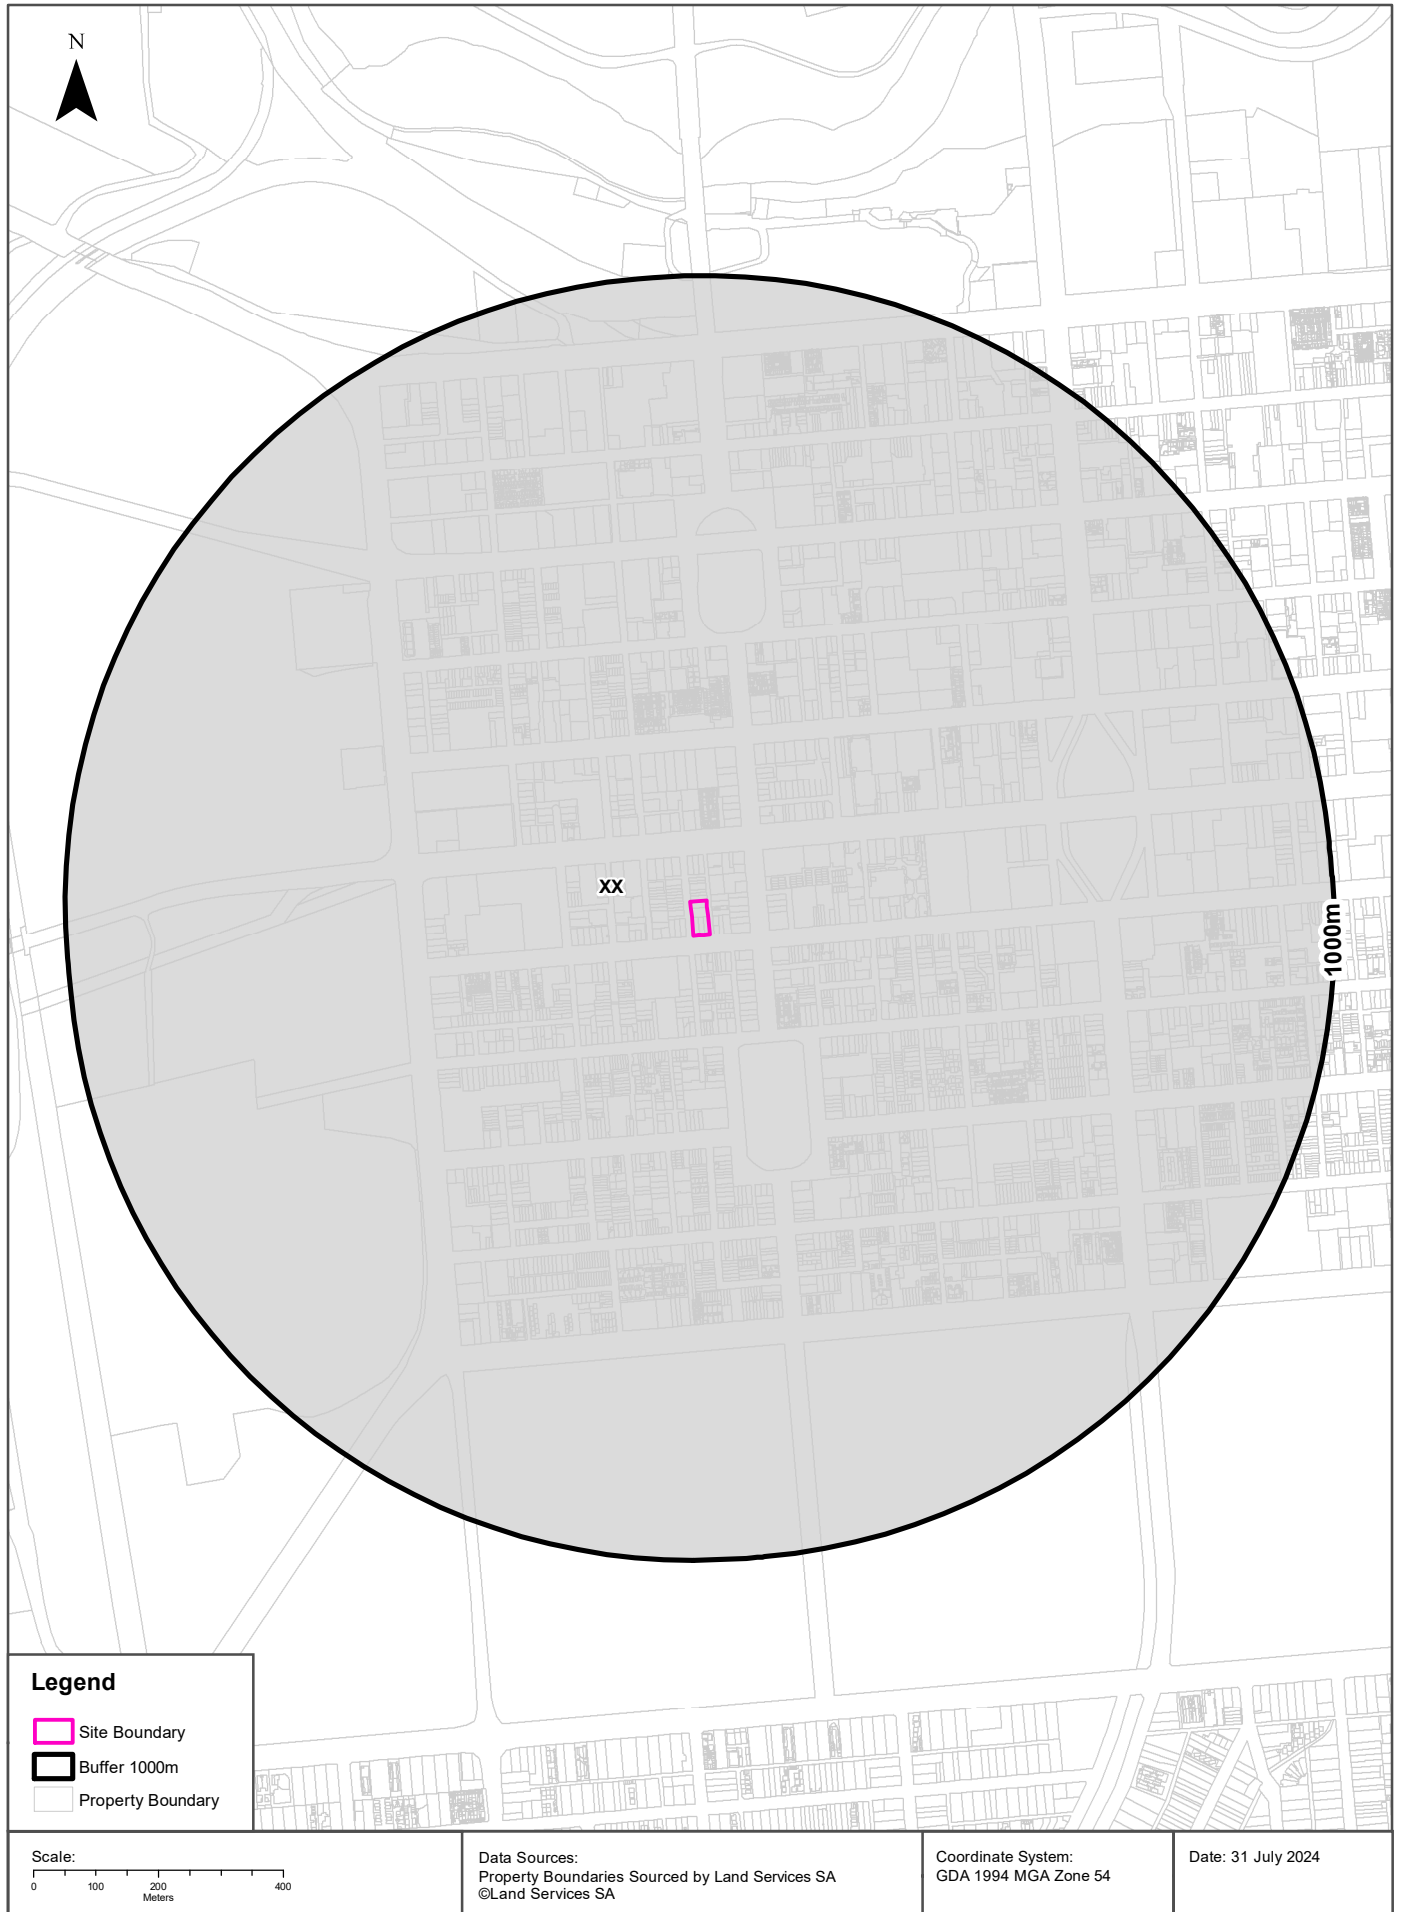 N
XX
1000m
Legend
Site Boundary
Buffer 1000m
Property Boundary
Scale:
0 100 200 400
Meters
Data Sources:
Property Boundaries Sourced by Land Services SA
©Land Services SA
Coordinate System:
GDA 1994 MGA Zone 54
Date: 31 July 2024